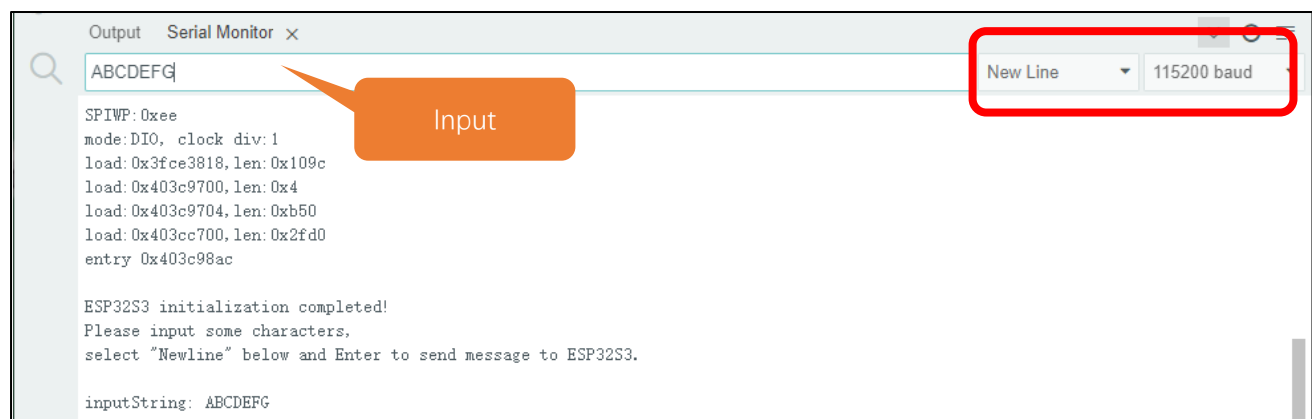 Output Serial Monitor ×
ABCDEFG
New Line
115200 baud
Input
SPIWP:0xee
mode:DIO, clock div:1
load:0x3fce3818,len:0x109c
load:0x403c9700,len:0x4
load:0x403c9704,len:0xb50
load:0x403cc700,len:0x2fd0
entry 0x403c98ac
ESP32S3 initialization completed!
Please input some characters,
select "Newline" below and Enter to send message to ESP32S3.
inputString: ABCDEFG